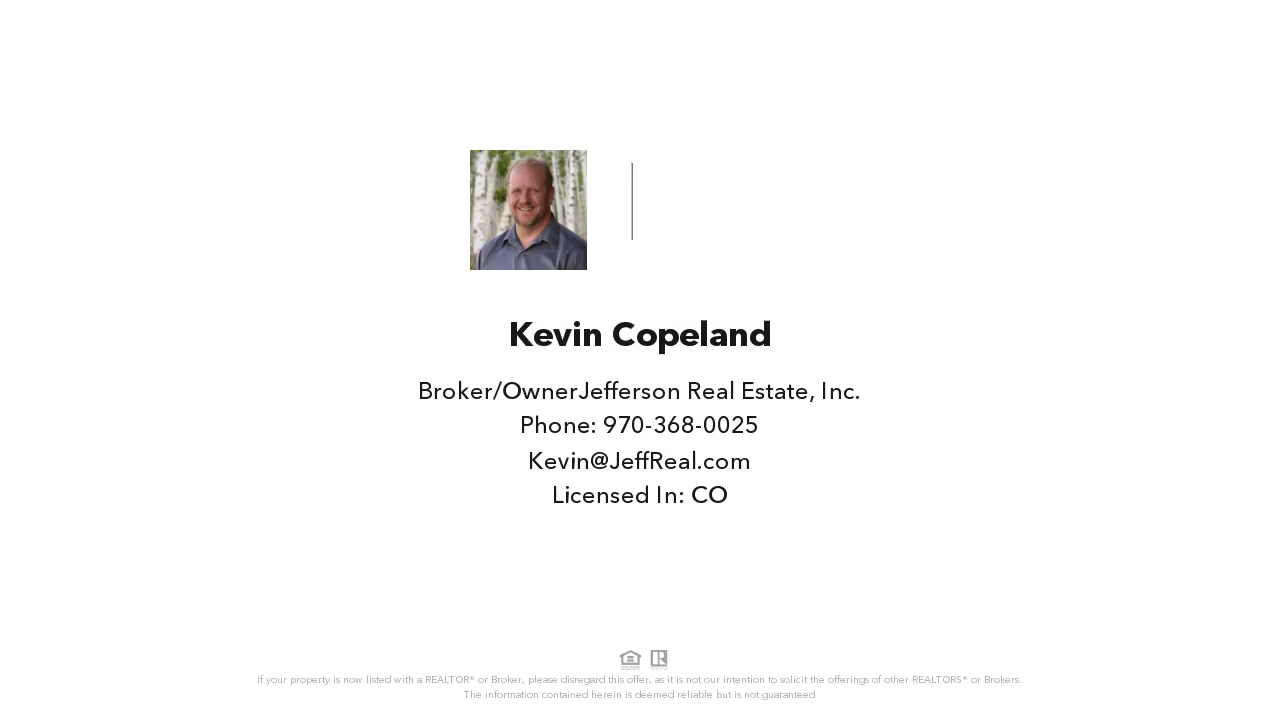 Kevin Copeland
Broker/OwnerJefferson Real Estate, Inc.
Phone: 970-368-0025
Kevin@JeffReal.com
Licensed In: CO
If your property is now listed with a REALTOR® or Broker, please disregard this offer, as it is not our intention to solicit the offerings of other REALTORS® or Brokers.
The information contained herein is deemed reliable but is not guaranteed